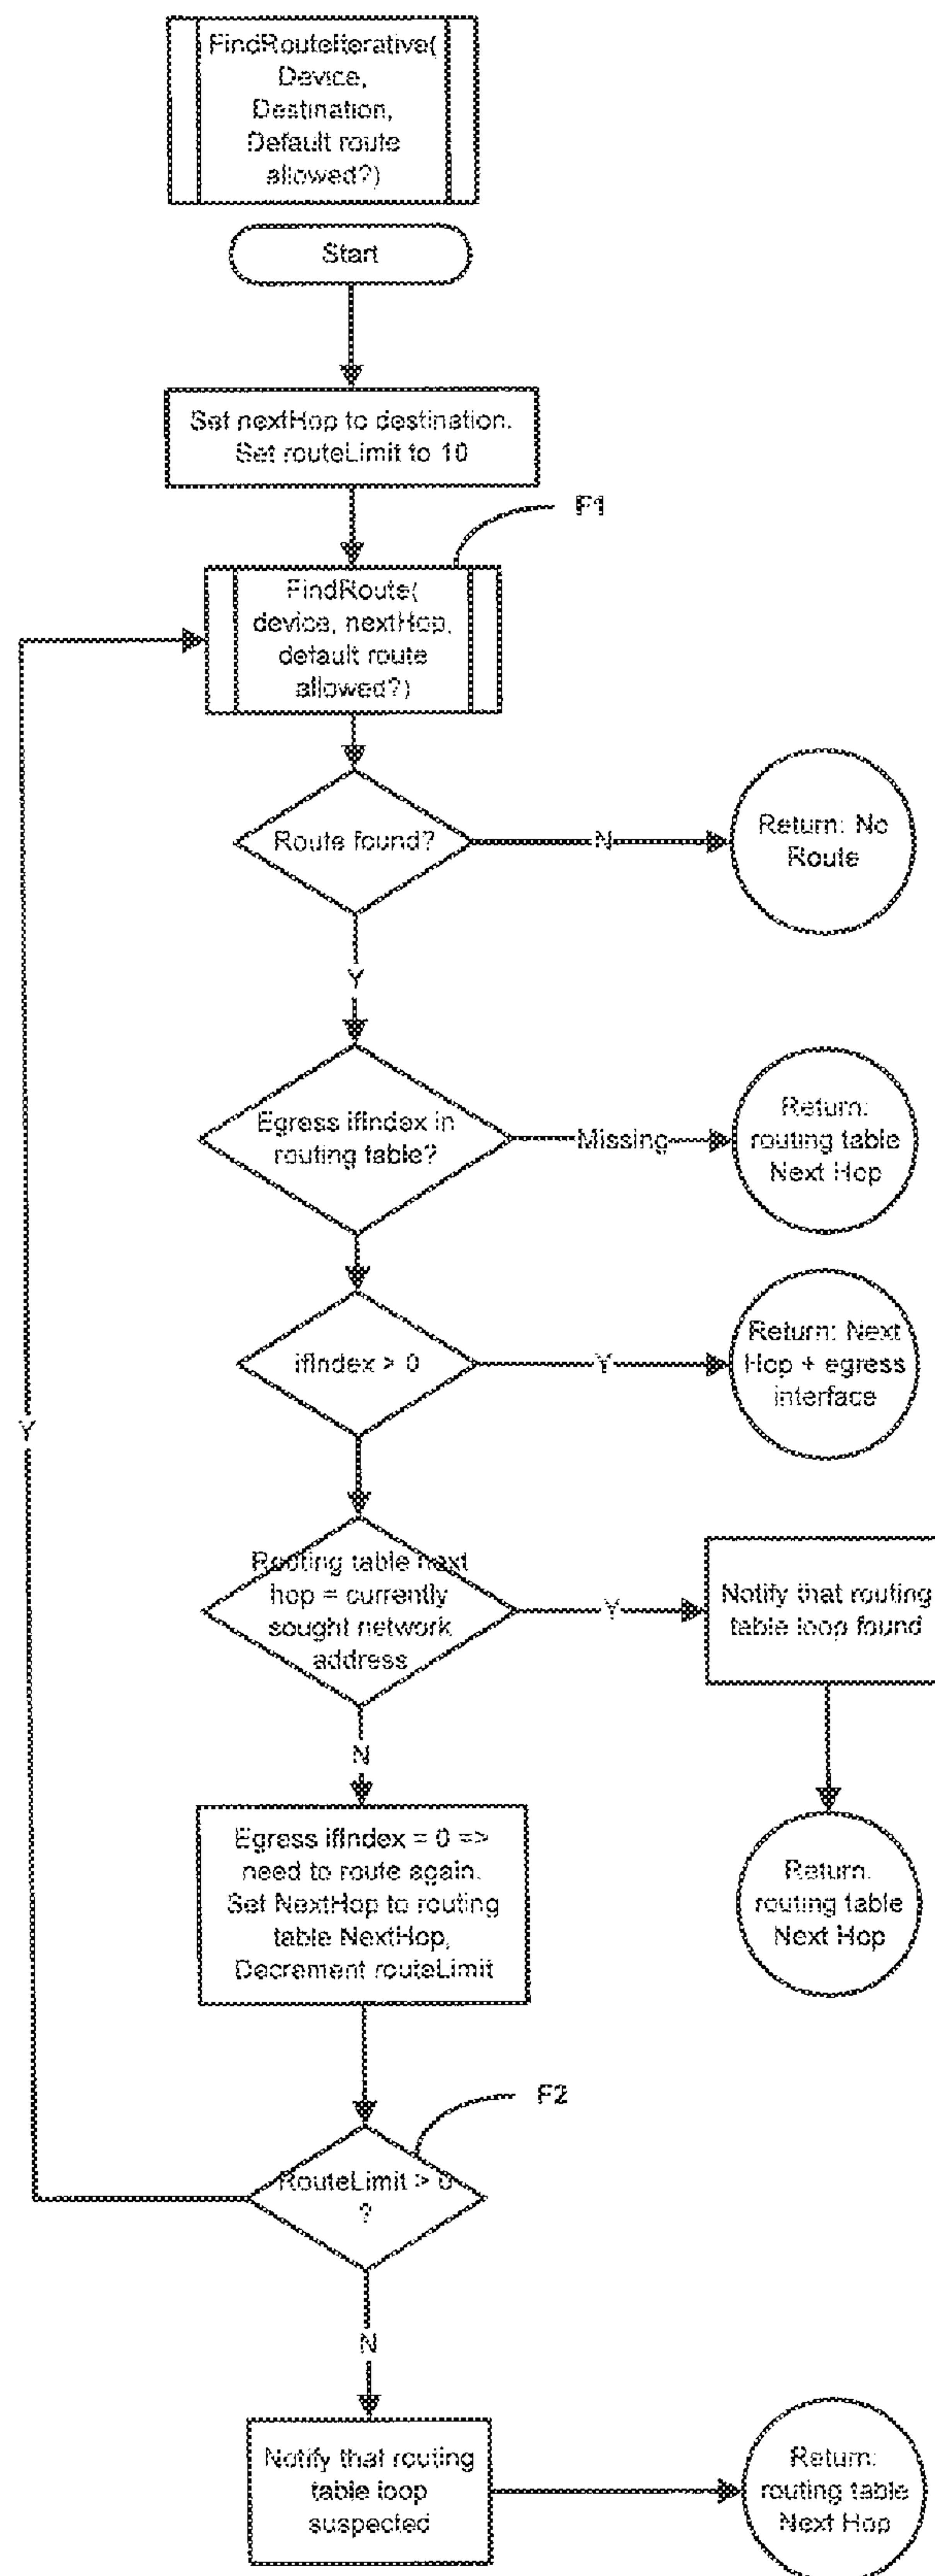 FindRouteIterative(
Device,
Destination,
Default route
allowed?)
Start
Set nextHop to destination.
Set routeLimit to 10
F1
FindRoute(
device, nextHop,
default route
allowed?)
Route found?
N
Return: No
Route
Y
Egress ifIndex in
routing table?
Missing
Return:
routing table
Next Hop
ifIndex > 0
Y
Return: Next
Hop + egress
interface
Y
Routing table next
hop = currently
sought network
address
Y
Notify that routing
table loop found
N
Egress ifIndex = 0 =>
need to route again.
Set NextHop to routing
table NextHop,
Decrement routeLimit
Return:
routing table
Next Hop
F2
RouteLimit > 0
?
N
Notify that routing
table loop
suspected
Return:
routing table
Next Hop